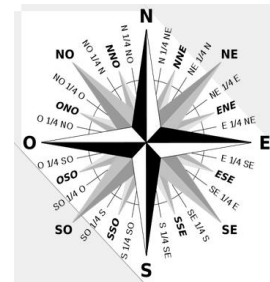 N
N 1/4 NO
N 1/4 NE
NNO
NNE
NO 1/4 N
NE 1/4 N
NO
NE
NO 1/4 O
NE 1/4 E
ONO
ENE
O 1/4 NO
E 1/4 NE
O
E
O 1/4 SO
E 1/4 SE
OSO
ESE
SO 1/4 O
SE 1/4 E
SO
SE
SO 1/4 S
SE 1/4 S
SSO
SSE
S 1/4 SO
S 1/4 SE
S